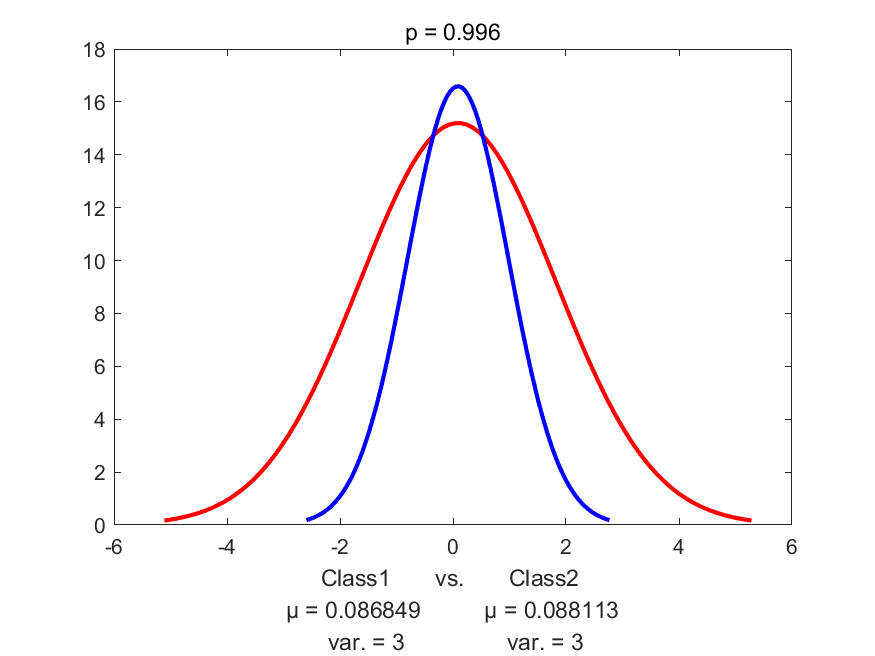 p = 0.996
18
16
14
12
10
8
6
4
2
0
-6 -4 -2 0 2 4 6
Class1 vs. Class2
μ = 0.086849 μ = 0.088113
var. = 3 var. = 3